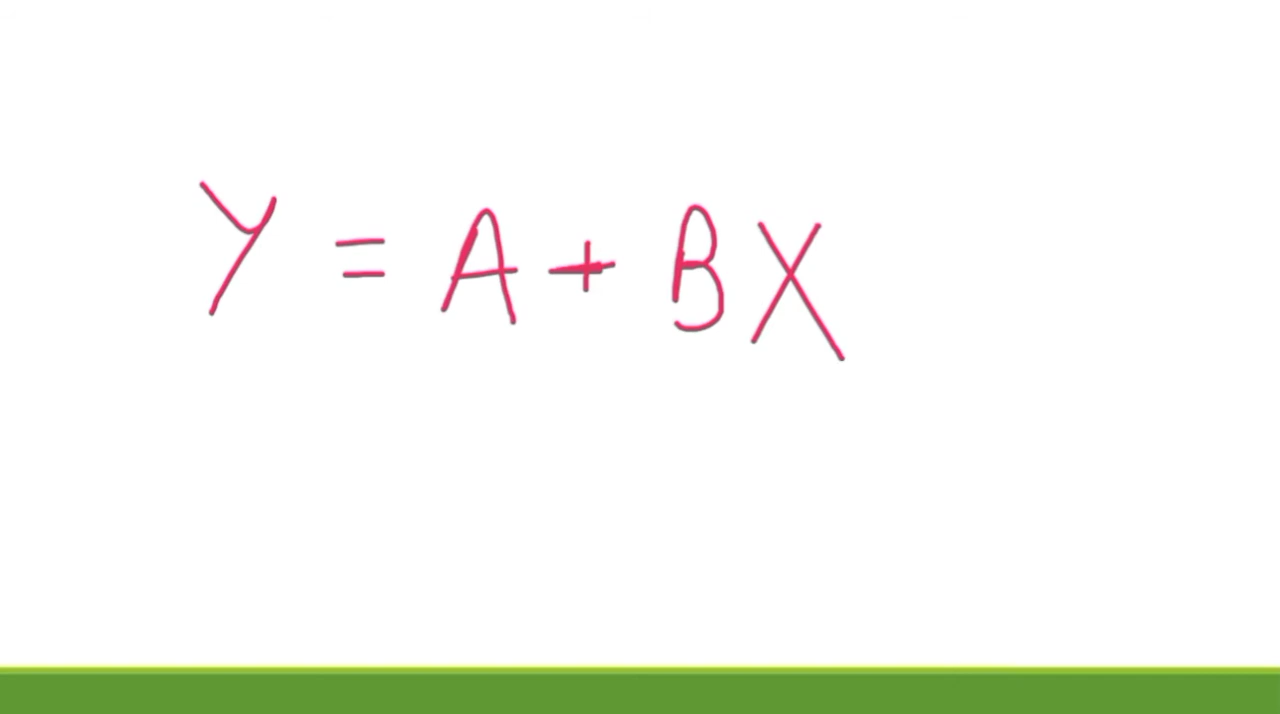 Y = A + BX